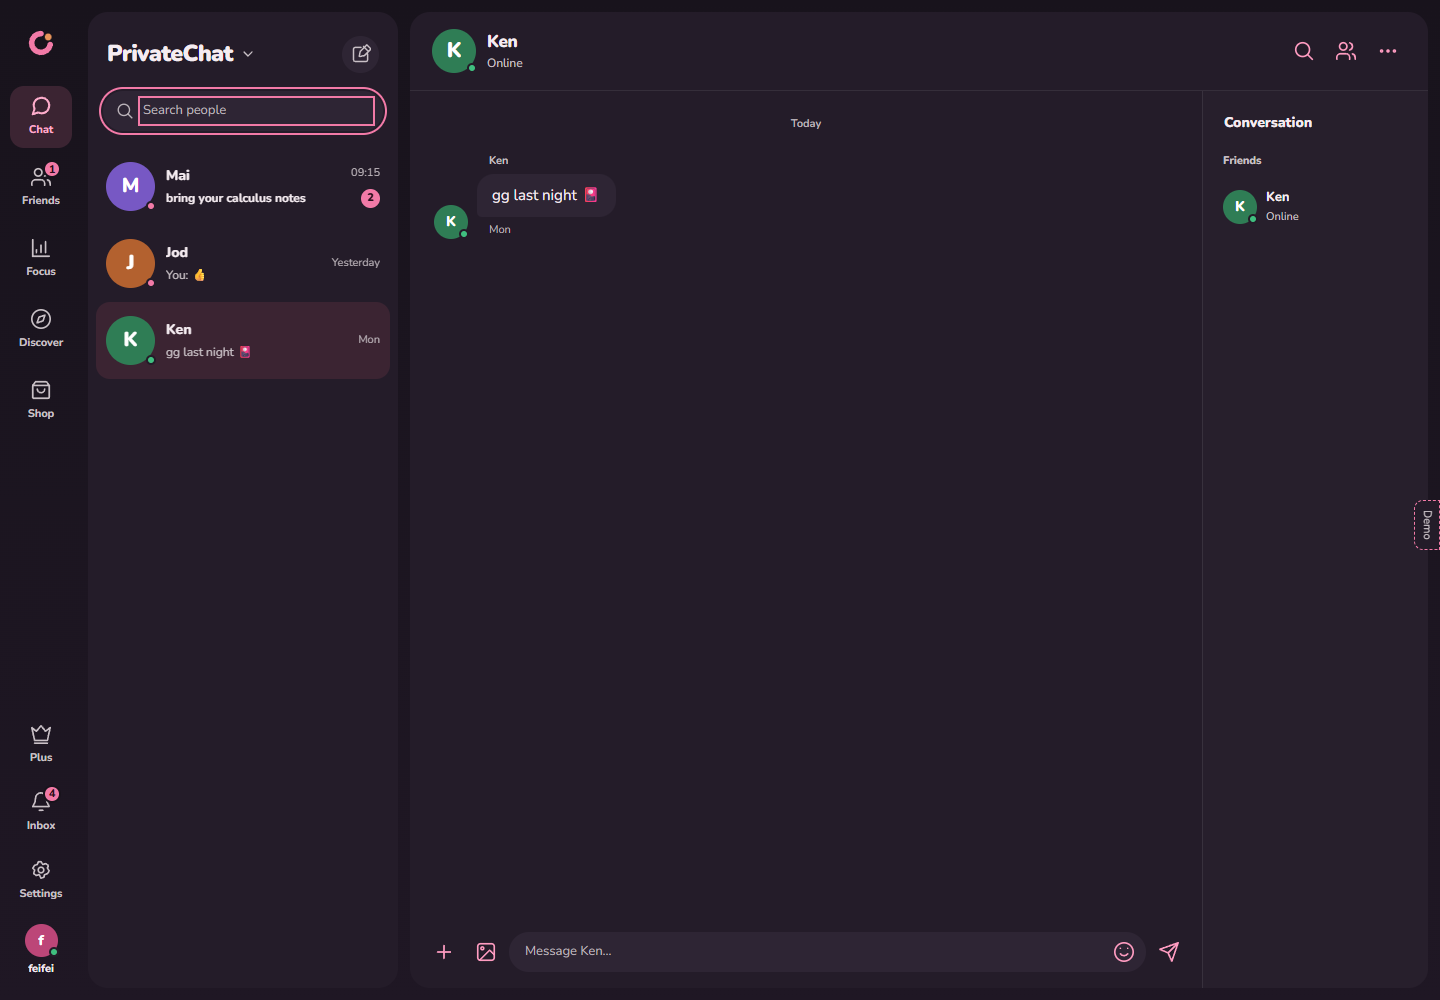 Chat
1
Friends
Focus
Discover
Shop
Plus
4
Inbox
Settings
f
feifei
PrivateChat
Search people
M
Mai
09:15
bring your calculus notes
2
J
Jod
Yesterday
You: 👍
K
Ken
Mon
gg last night 🎴
K
Ken
Online
Today
Ken
gg last night 🎴
K
Mon
Message Ken...
Conversation
Friends
K
Ken
Online
Demo